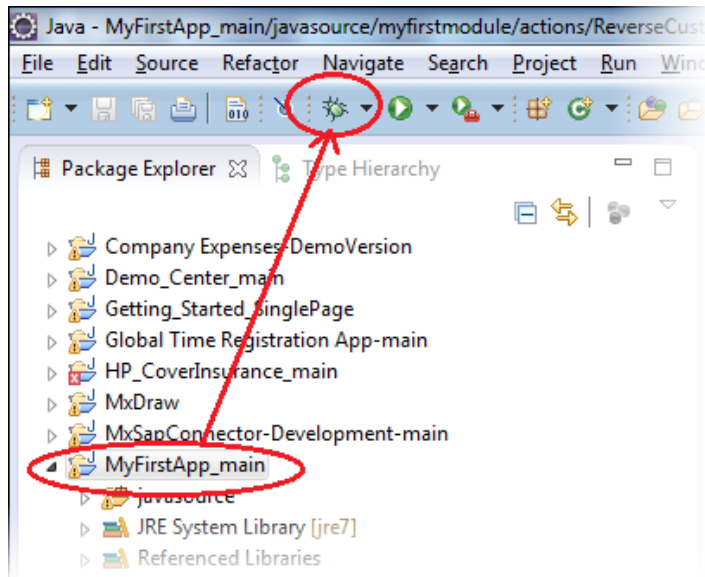 Java - MyFirstApp_main/javasource/myfirstmodule/actions/ReverseCust
File Edit Source Refactor Navigate Search Project Run Wind
010
Package Explorer Type Hierarchy
Company Expenses-DemoVersion
Demo_Center_main
Getting_Started_SinglePage
Global Time Registration App-main
HP_CoverInsurance_main
MxDraw
MxSapConnector-Development-main
MyFirstApp_main
javasource
JRE System Library [jre7]
Referenced Libraries